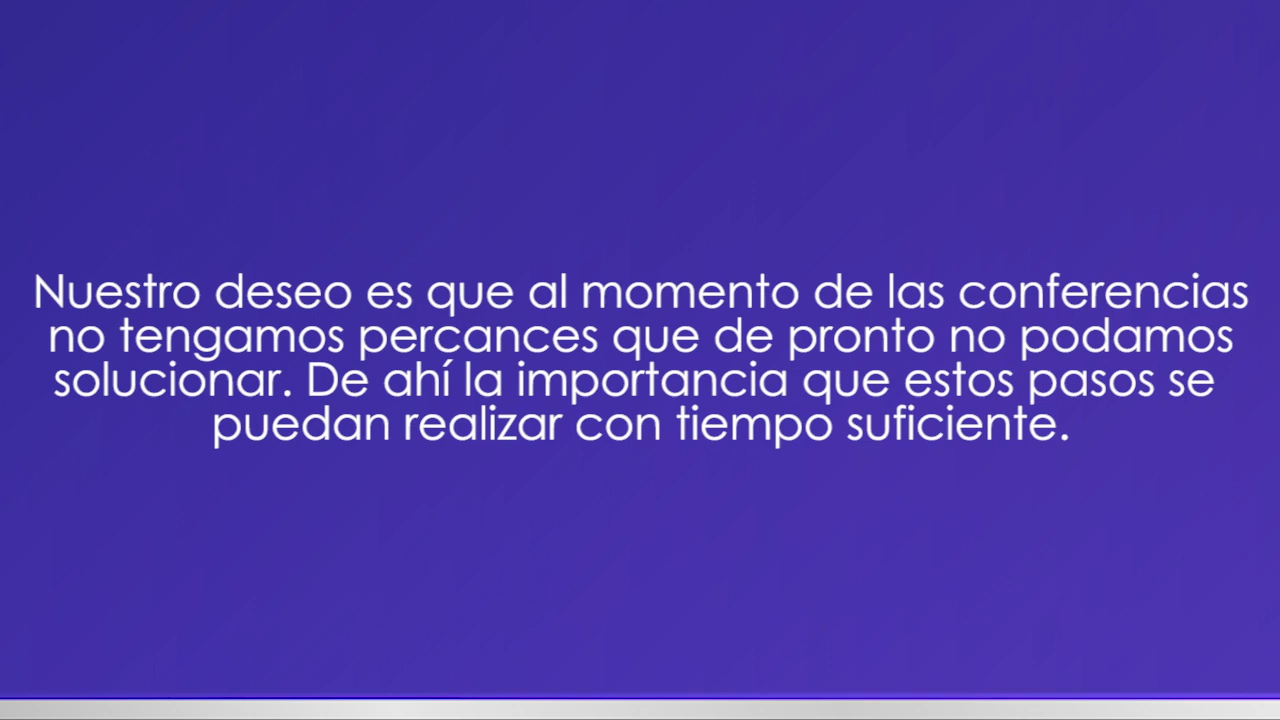 Nuestro deseo es que al momento de las conferencias
no tengamos percances que de pronto no podamos
solucionar. De ahí la importancia que estos pasos se
puedan realizar con tiempo suficiente.